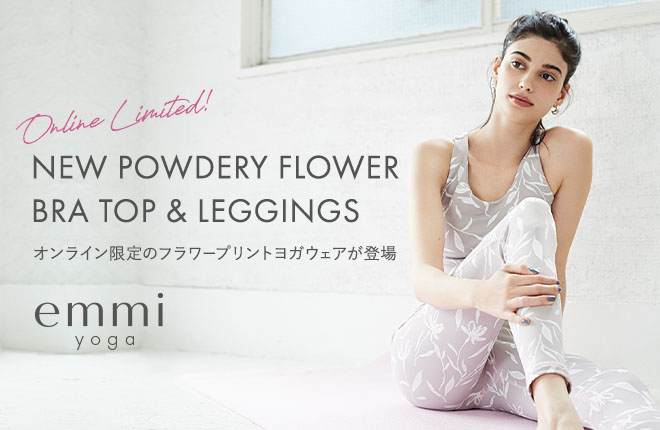 Online Limited!
NEW POWDERY FLOWER
BRA TOP & LEGGINGS
オンライン限定のフラワープリントヨガウェアが登場
emmi
yoga